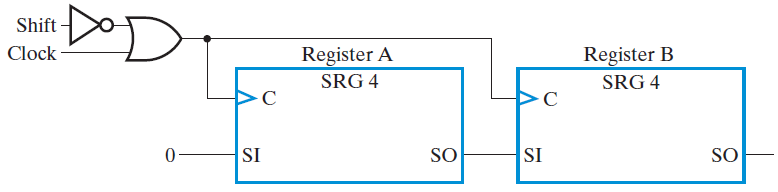 Shift
Clock
Register A
SRG 4
C
0
SI
SO
Register B
SRG 4
C
SI
SO